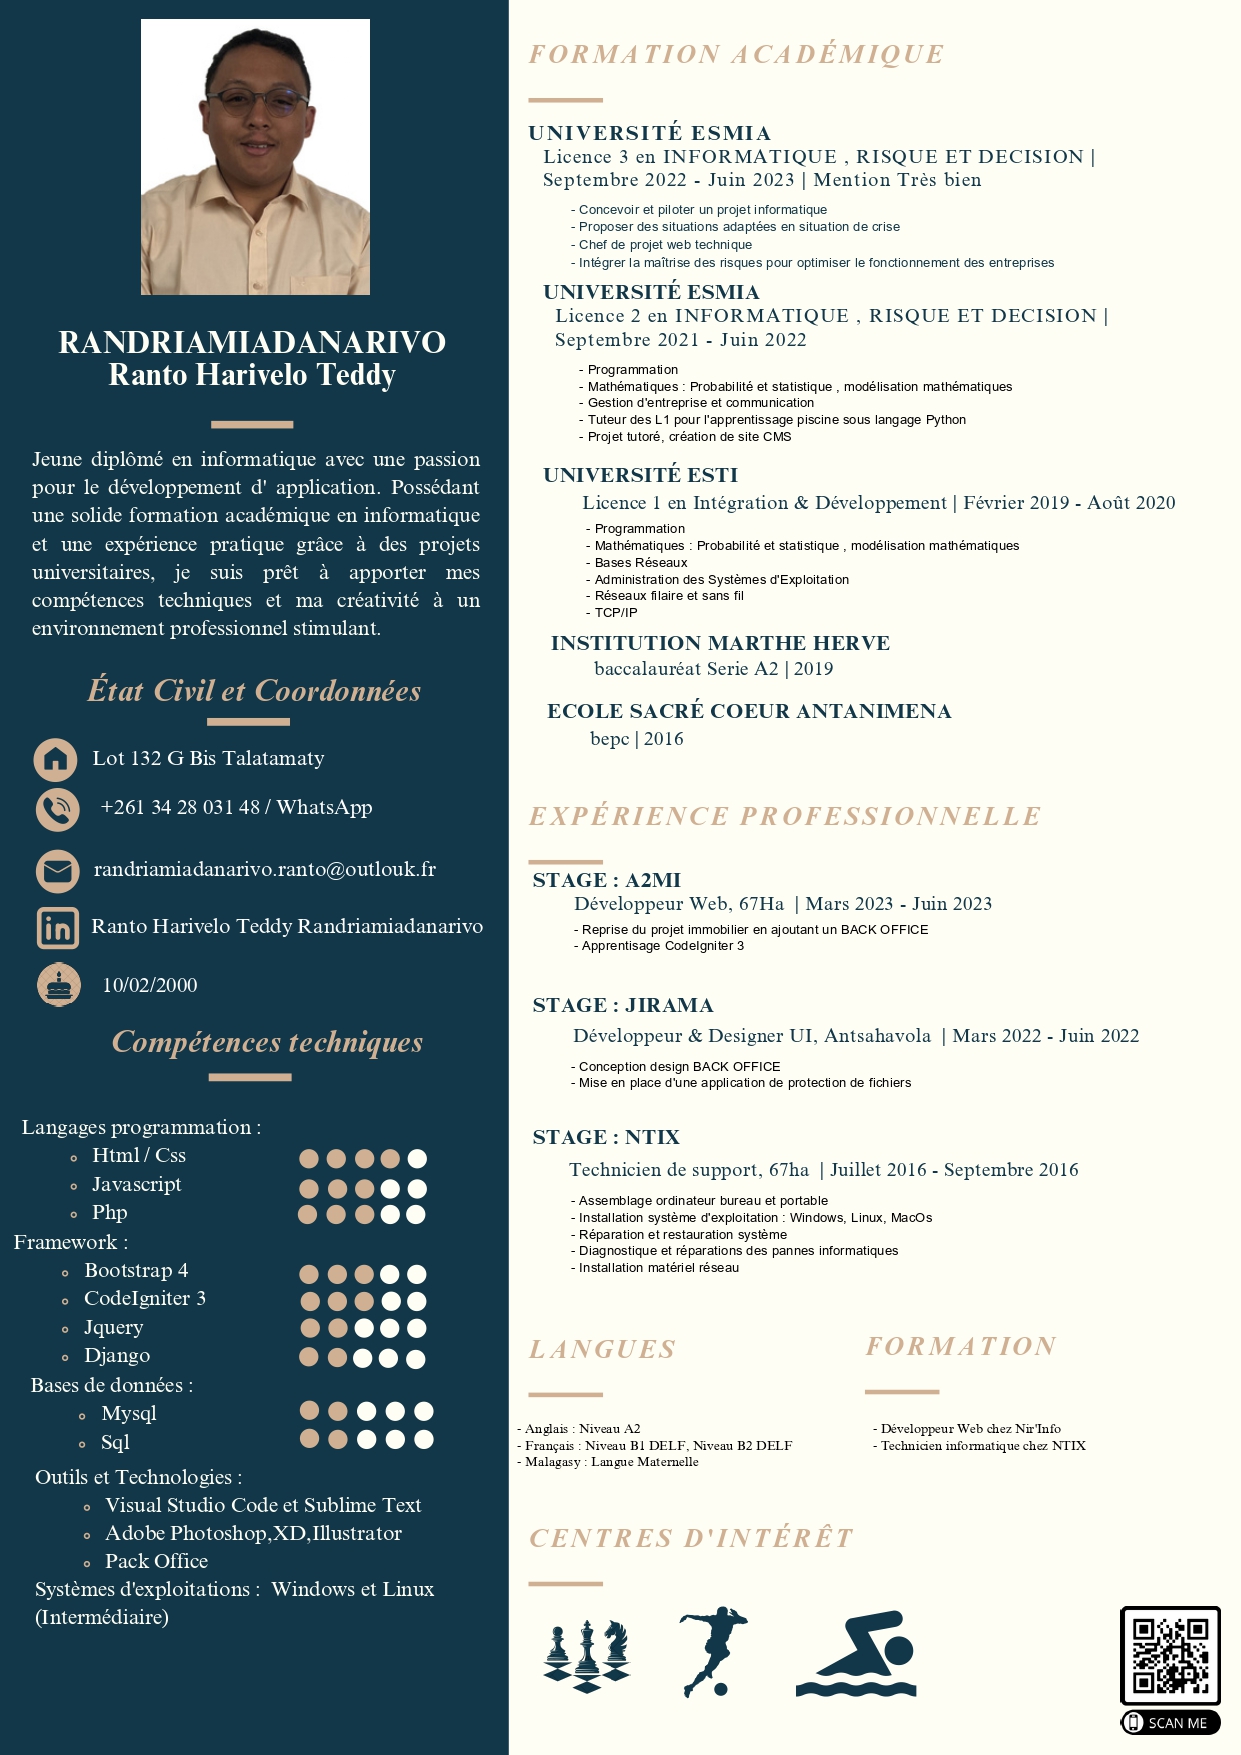 RANDRIAMIADANARIVO
Ranto Harivelo Teddy
Jeune diplômé en informatique avec une passion
pour le développement d' application. Possédant
une solide formation académique en informatique
et une expérience pratique grâce à des projets
universitaires, je suis prêt à apporter mes
compétences techniques et ma créativité à un
environnement professionnel stimulant.
État Civil et Coordonnées
Lot 132 G Bis Talatamaty
+261 34 28 031 48 / WhatsApp
randriamiadanarivo.ranto@outlouk.fr
in
Ranto Harivelo Teddy Randriamiadanarivo
10/02/2000
Compétences techniques
Langages programmation :
Html / Css
Javascript
Php
Framework :
Bootstrap 4
CodeIgniter 3
Jquery
Django
Bases de données :
Mysql
Sql
Outils et Technologies :
Visual Studio Code et Sublime Text
Adobe Photoshop,XD,Illustrator
Pack Office
Systèmes d'exploitations :  Windows et Linux
(Intermédiaire)
FORMATION ACADÉMIQUE
UNIVERSITÉ ESMIA
Licence 3 en INFORMATIQUE , RISQUE ET DECISION |
Septembre 2022 - Juin 2023 | Mention Très bien
- Concevoir et piloter un projet informatique
- Proposer des situations adaptées en situation de crise
- Chef de projet web technique
- Intégrer la maîtrise des risques pour optimiser le fonctionnement des entreprises
UNIVERSITÉ ESMIA
Licence 2 en INFORMATIQUE , RISQUE ET DECISION |
Septembre 2021 - Juin 2022
- Programmation
- Mathématiques : Probabilité et statistique , modélisation mathématiques
- Gestion d'entreprise et communication
- Tuteur des L1 pour l'apprentissage piscine sous langage Python
- Projet tutoré, création de site CMS
UNIVERSITÉ ESTI
Licence 1 en Intégration & Développement | Février 2019 - Août 2020
- Programmation
- Mathématiques : Probabilité et statistique , modélisation mathématiques
- Bases Réseaux
- Administration des Systèmes d'Exploitation
- Réseaux filaire et sans fil
- TCP/IP
INSTITUTION MARTHE HERVE
baccalauréat Serie A2 | 2019
ECOLE SACRÉ COEUR ANTANIMENA
bepc | 2016
EXPÉRIENCE PROFESSIONNELLE
STAGE : A2MI
Développeur Web, 67Ha  | Mars 2023 - Juin 2023
- Reprise du projet immobilier en ajoutant un BACK OFFICE
- Apprentisage CodeIgniter 3
STAGE : JIRAMA
Développeur & Designer UI, Antsahavola  | Mars 2022 - Juin 2022
- Conception design BACK OFFICE
- Mise en place d'une application de protection de fichiers
STAGE : NTIX
Technicien de support, 67ha  | Juillet 2016 - Septembre 2016
- Assemblage ordinateur bureau et portable
- Installation système d'exploitation : Windows, Linux, MacOs
- Réparation et restauration système
- Diagnostique et réparations des pannes informatiques
- Installation matériel réseau
LANGUES
- Anglais : Niveau A2
- Français : Niveau B1 DELF, Niveau B2 DELF
- Malagasy : Langue Maternelle
FORMATION
- Développeur Web chez Nir'Info
- Technicien informatique chez NTIX
CENTRES D'INTÉRÊT
SCAN ME